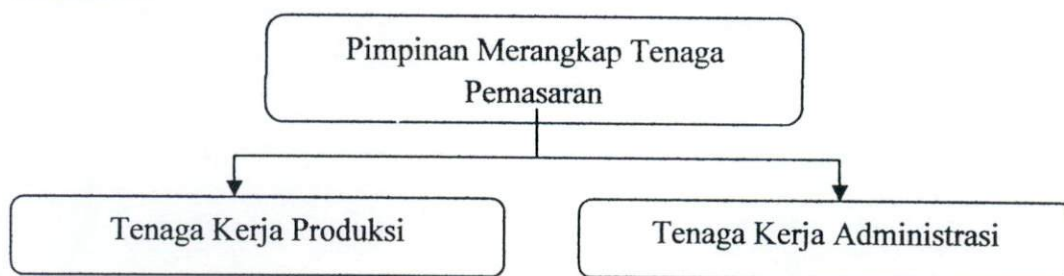 Pimpinan Merangkap Tenaga
Pemasaran
Tenaga Kerja Produksi
Tenaga Kerja Administrasi